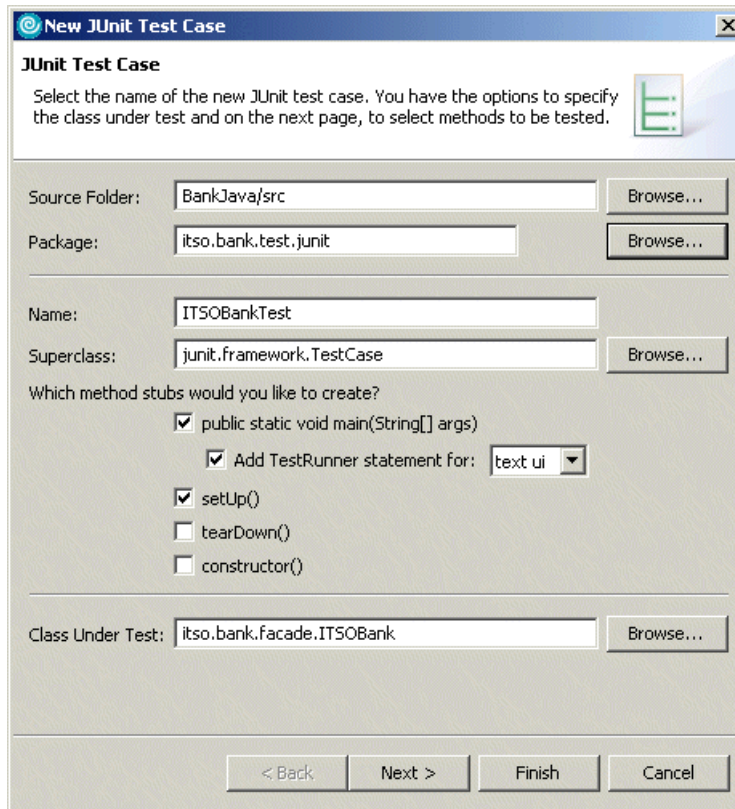 New JUnit Test Case
JUnit Test Case
Select the name of the new JUnit test case. You have the options to specify
the class under test and on the next page, to select methods to be tested.
Source Folder: BankJava/src Browse...
Package: itso.bank.test.junit Browse...
Name: ITSOBankTest
Superclass: junit.framework.TestCase Browse...
Which method stubs would you like to create?
public static void main(String[] args)
Add TestRunner statement for: text ui
setUp()
tearDown()
constructor()
Class Under Test: itso.bank.facade.ITSOBank Browse...
< Back Next > Finish Cancel